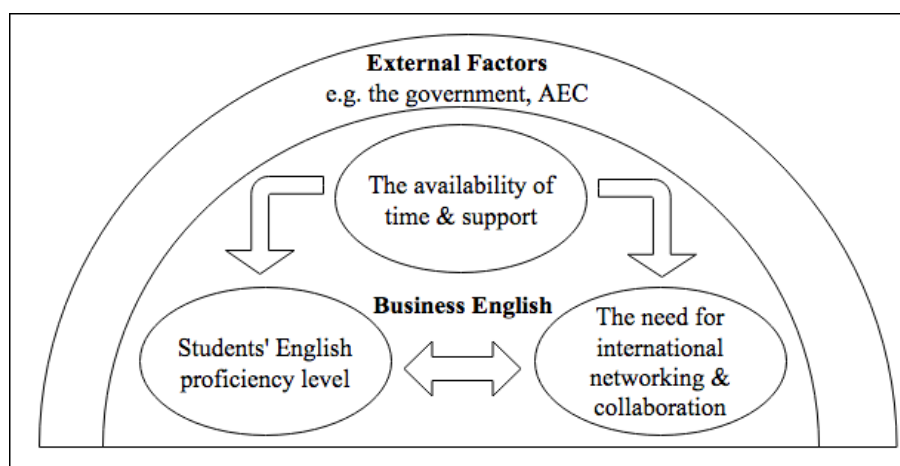 External Factors
e.g. the government, AEC
The availability of
time & support
Business English
Students' English
proficiency level
The need for
international
networking &
collaboration